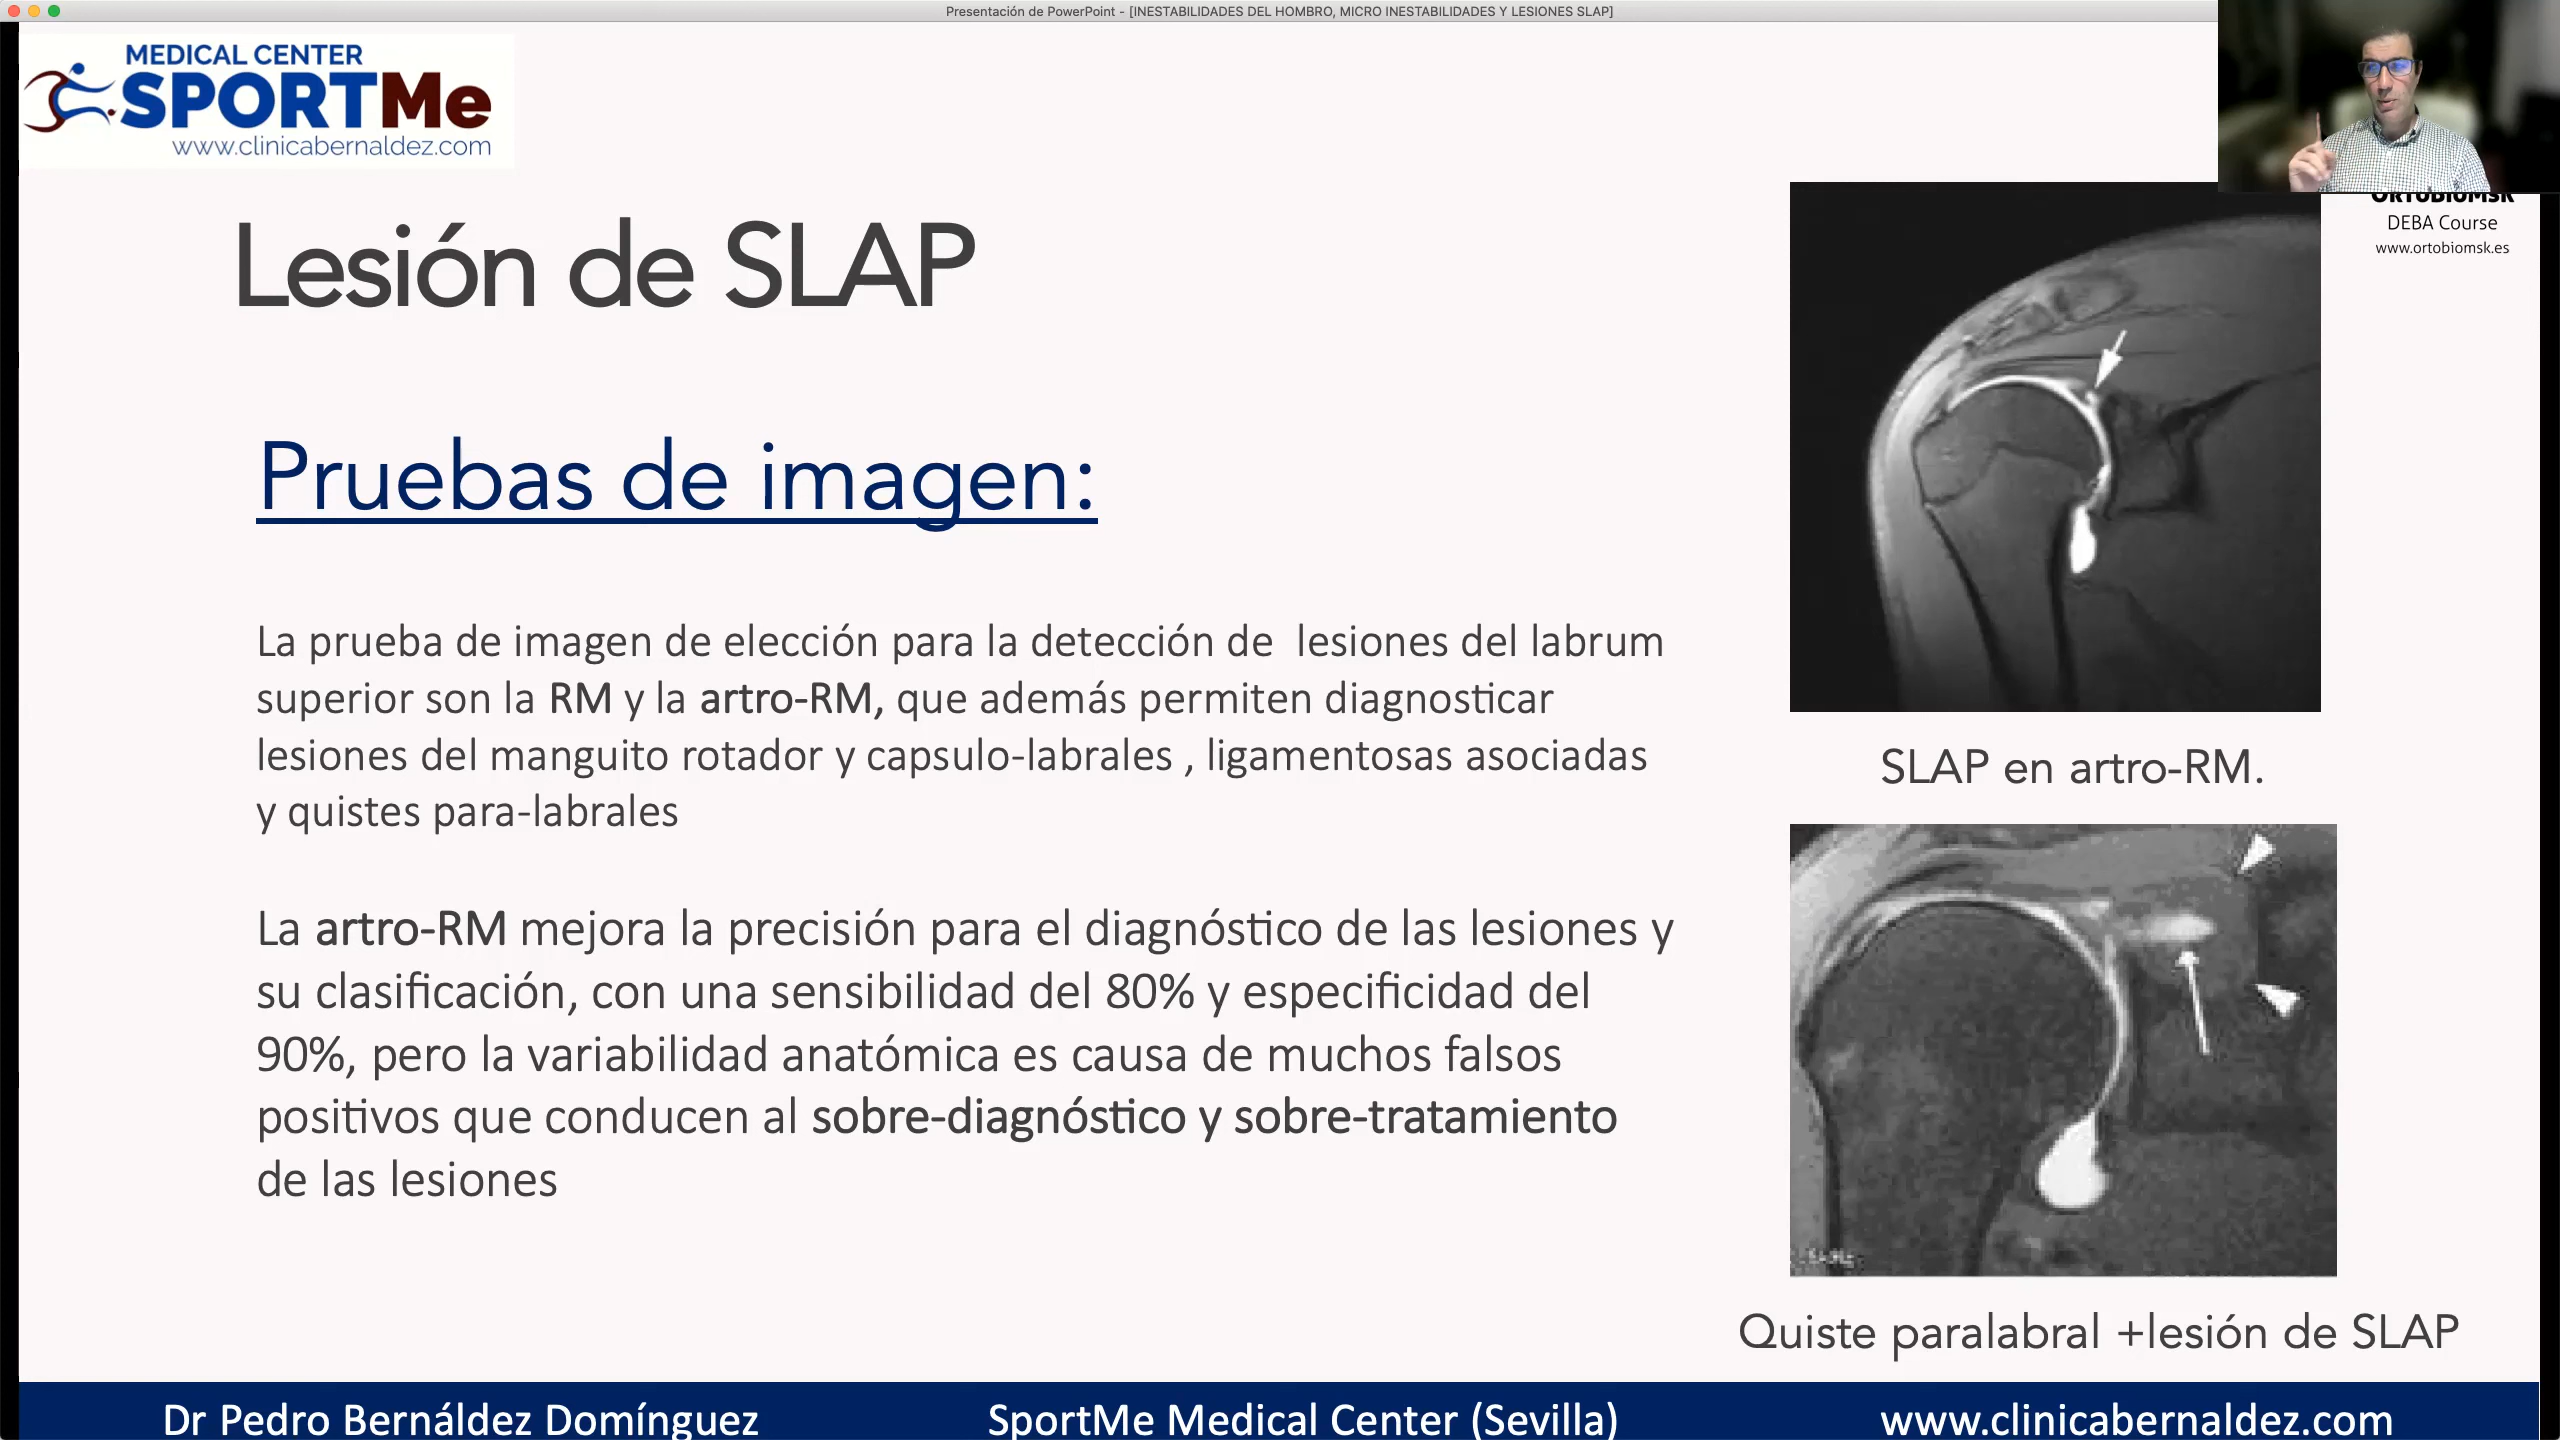 Presentación de PowerPoint - [INESTABILIDADES DEL HOMBRO, MICRO INESTABILIDADES Y LESIONES SLAP]
MEDICAL CENTER
SPORTMe
www.clinicabernaldez.com
ORTOBIOMSK
DEBA Course
www.ortobiomsk.es
Lesión de SLAP
Pruebas de imagen:
La prueba de imagen de elección para la detección de lesiones del labrum
superior son la RM y la artro-RM, que además permiten diagnosticar
lesiones del manguito rotador y capsulo-labrales , ligamentosas asociadas
y quistes para-labrales
La artro-RM mejora la precisión para el diagnóstico de las lesiones y
su clasificación, con una sensibilidad del 80% y especificidad del
90%, pero la variabilidad anatómica es causa de muchos falsos
positivos que conducen al sobre-diagnóstico y sobre-tratamiento
de las lesiones
SLAP en artro-RM.
Quiste paralabral +lesión de SLAP
Dr Pedro Bernáldez Domínguez
SportMe Medical Center (Sevilla)
www.clinicabernaldez.com